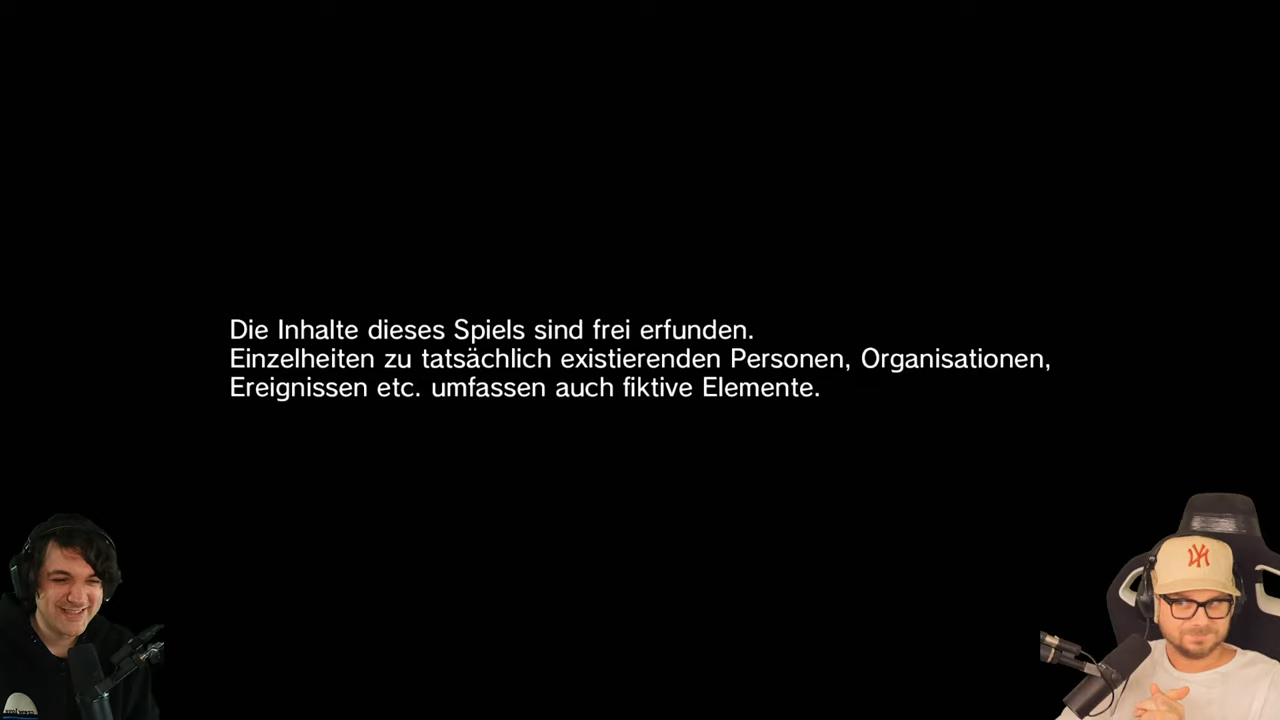 Die Inhalte dieses Spiels sind frei erfunden.
Einzelheiten zu tatsächlich existierenden Personen, Organisationen,
Ereignissen etc. umfassen auch fiktive Elemente.